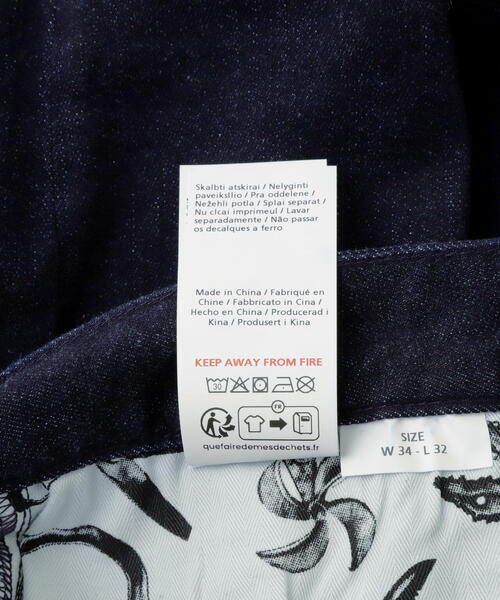 Skalbti atskirai / Nelyginti
paveiksllio / Pra oddelene /
Nežehli potla / Splai separat /
Nu clcai imprimeul / Lavar
separadamente / Não passar
os decalques a ferro
Made in China / Fabriqué en
Chine / Fabbricato in Cina /
Hecho en China / Producerad i
Kina / Produsert i Kina
KEEP AWAY FROM FIRE
30
FR
quefairedemesdechets.fr
SIZE
W 34 - L 32